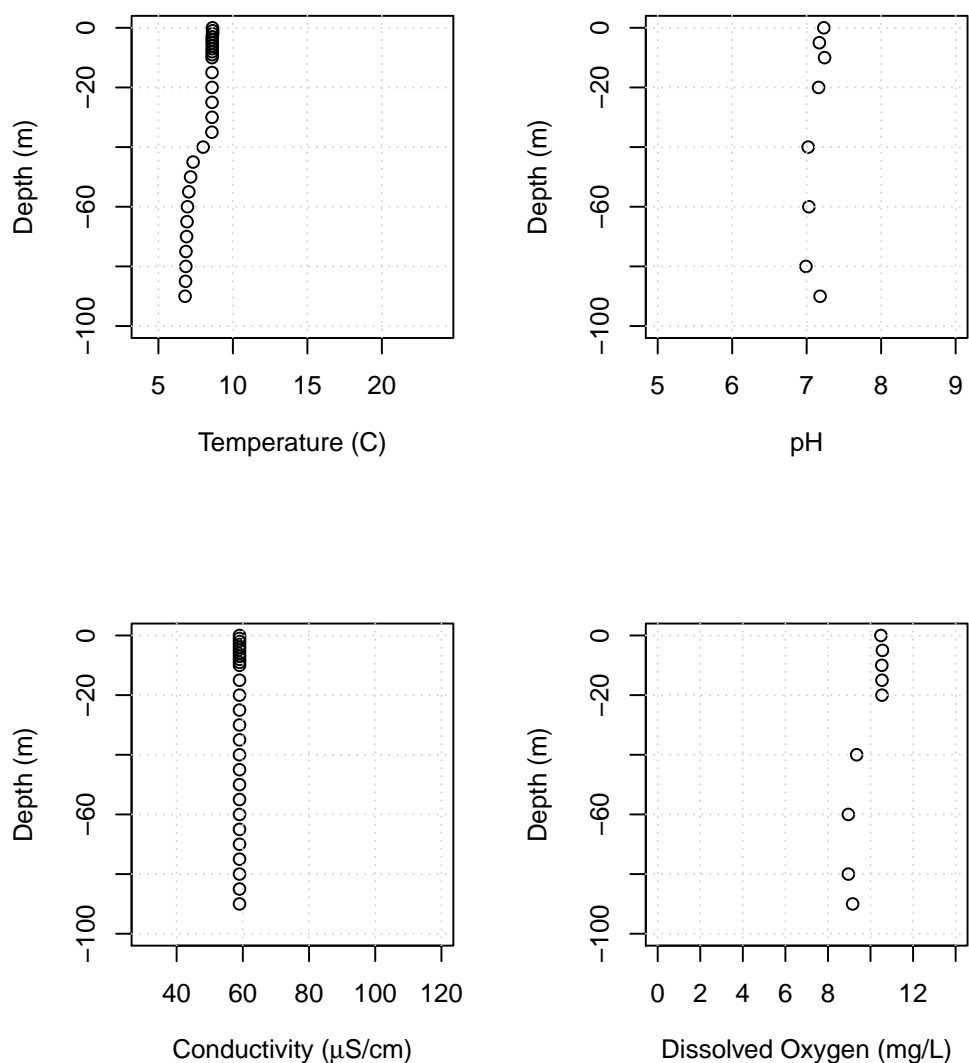 0
−20
−60
−100
Depth (m)
5 10 15 20
Temperature (C)
0
−20
−60
−100
Depth (m)
5 6 7 8 9
pH
0
−20
−60
−100
Depth (m)
40 60 80 100 120
Conductivity (μS/cm)
0
−20
−60
−100
Depth (m)
0 2 4 6 8 12
Dissolved Oxygen (mg/L)